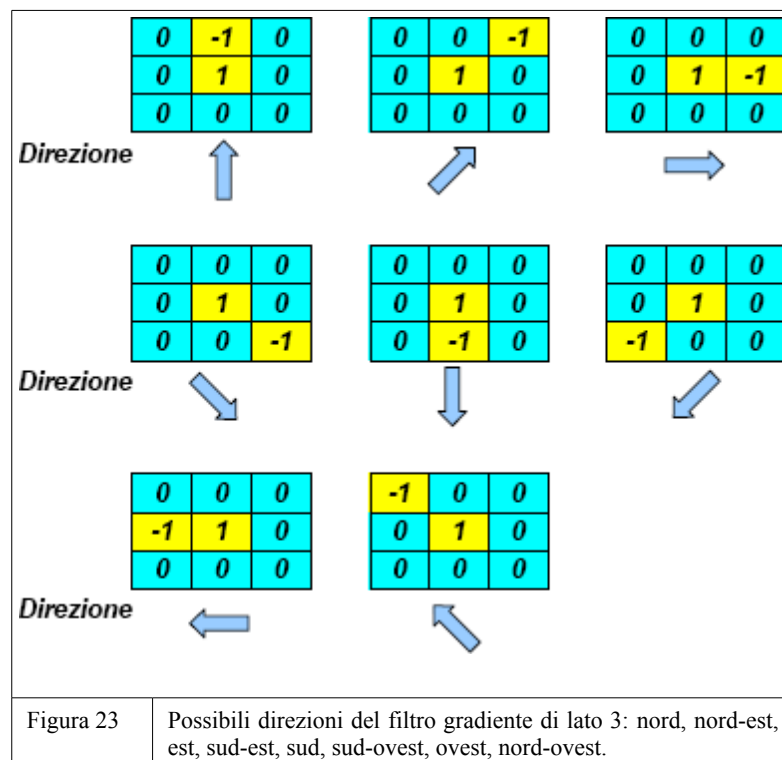 0 -1 0 0 0 -1 0 0 0
0 1 0 0 1 0 0 1 -1
0 0 0 0 0 0 0 0 0
Direzione
0 0 0 0 0 0 0 0 0
0 1 0 0 1 0 0 1 0
0 0 -1 0 -1 0 -1 0 0
Direzione
0 0 0 -1 0 0
-1 1 0 0 1 0
0 0 0 0 0 0
Direzione
Figura 23 Possibili direzioni del filtro gradiente di lato 3: nord, nord-est,
est, sud-est, sud, sud-ovest, ovest, nord-ovest.